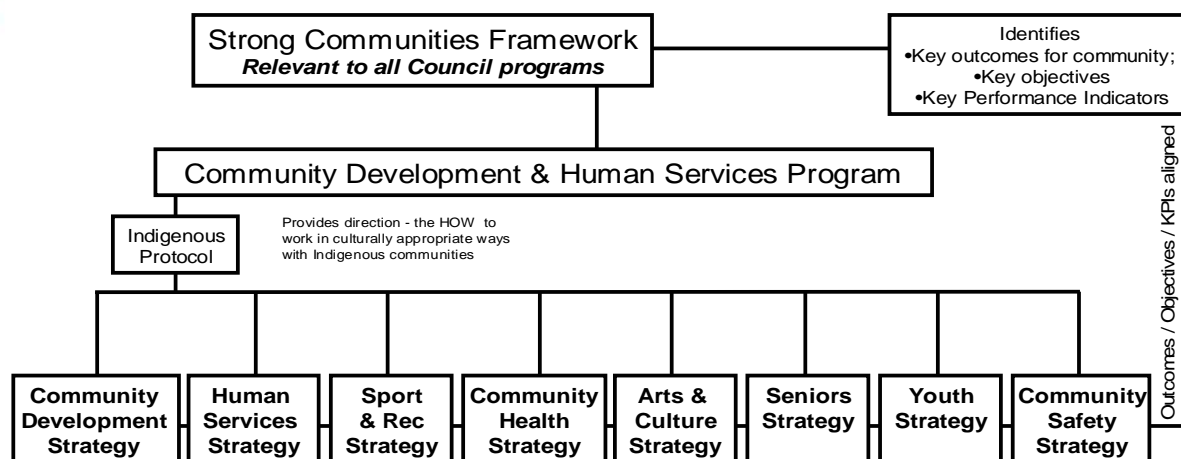 Strong Communities Framework
Relevant to all Council programs
Identifies
•Key outcomes for community;
•Key objectives
•Key Performance Indicators
Community Development & Human Services Program
Indigenous
Protocol
Provides direction - the HOW to
work in culturally appropriate ways
with Indigenous communities
Community
Development
Strategy
Human
Services
Strategy
Sport
& Rec
Strategy
Community
Health
Strategy
Arts &
Culture
Strategy
Seniors
Strategy
Youth
Strategy
Community
Safety
Strategy
Outcomes / Objectives / KPIs aligned